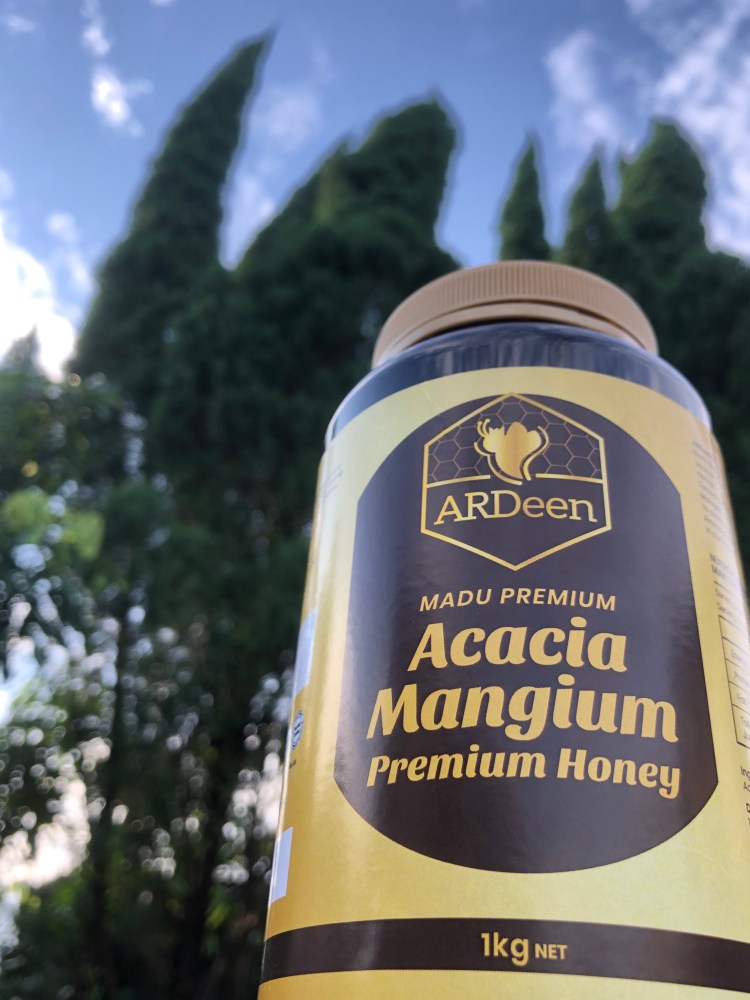 ARDeen
MADU PREMIUM
Acacia
Mangium
Premium Honey
1kg NET